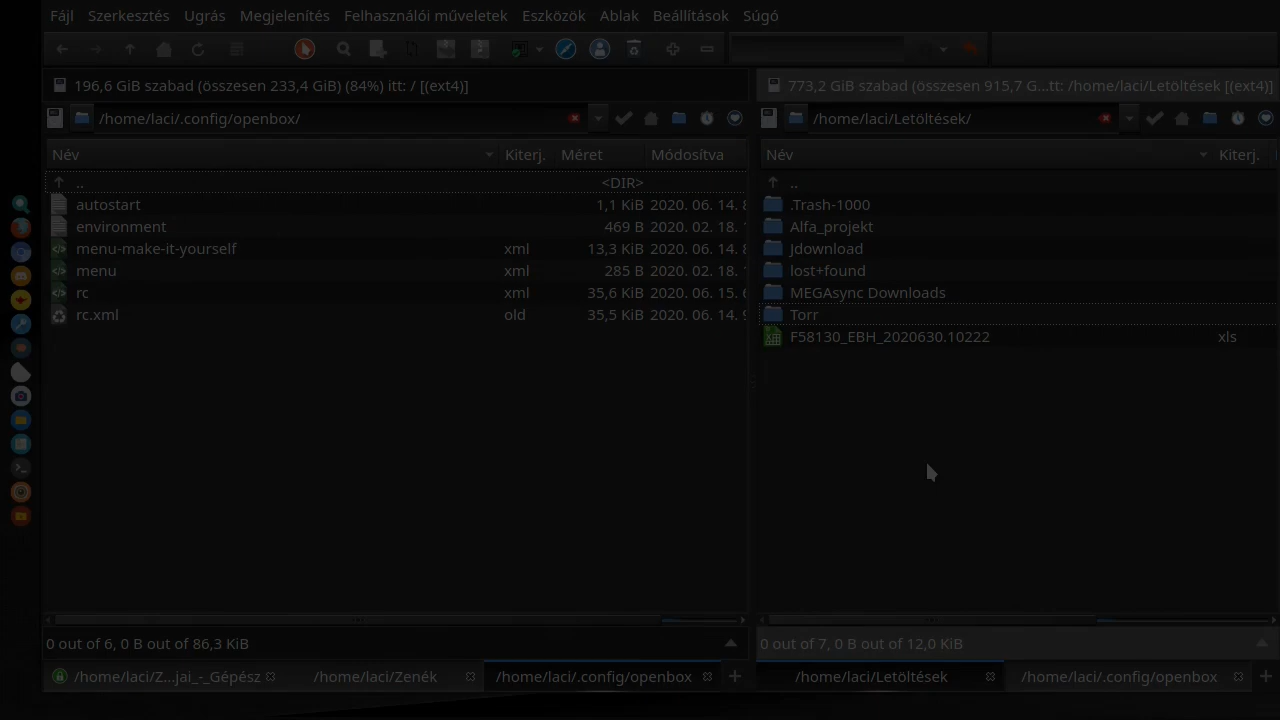 Fájl Szerkesztés Ugrás Megjelenítés Felhasználói műveletek Eszközök Ablak Beállítások Súgó
196,6 GiB szabad (összesen 233,4 GiB) (84%) itt: / [(ext4)]
/home/laci/.config/openbox/
Név Kiterj. Méret Módosítva
.. <DIR>
autostart 1,1 KiB 2020. 06. 14.
environment 469 B 2020. 02. 18.
menu-make-it-yourself xml 13,3 KiB 2020. 06. 14.
menu xml 285 B 2020. 02. 18.
rc xml 35,6 KiB 2020. 06. 15.
rc.xml old 35,5 KiB 2020. 06. 14.
0 out of 6, 0 B out of 86,3 KiB
/home/laci/Z...jai_-_Gépész /home/laci/Zenék /home/laci/.config/openbox
773,2 GiB szabad (összesen 915,7 G...tt: /home/laci/Letöltések [(ext4)]
/home/laci/Letöltések/
Név Kiterj.
..
.Trash-1000
Alfa_projekt
Jdownload
lost+found
MEGAsync Downloads
Torr
F58130_EBH_2020630.10222 xls
0 out of 7, 0 B out of 12,0 KiB
/home/laci/Letöltések /home/laci/.config/openbox